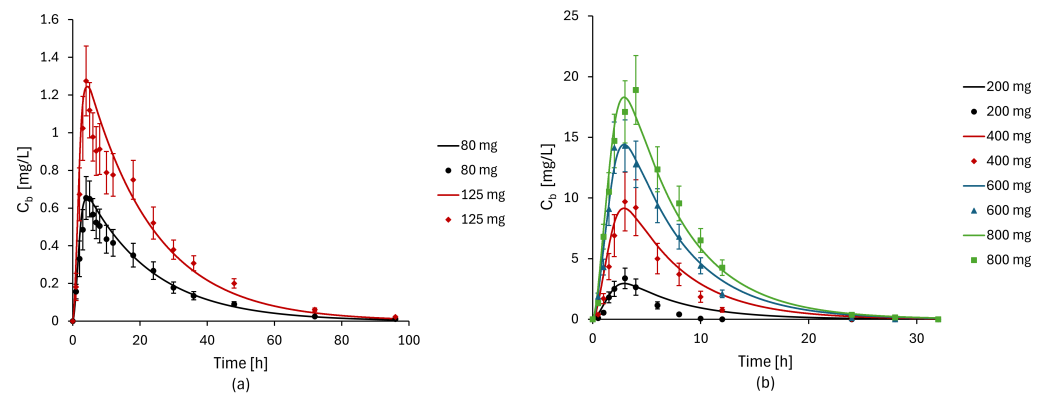 1.6
1.4
1.2
1
0.8
0.6
0.4
0.2
0
C_b [mg/L]
0 20 40 60 80 100
Time [h]
(a)
80 mg
80 mg
125 mg
125 mg
25
20
15
10
5
0
C_b [mg/L]
0 10 20 30
Time [h]
(b)
200 mg
200 mg
400 mg
400 mg
600 mg
600 mg
800 mg
800 mg